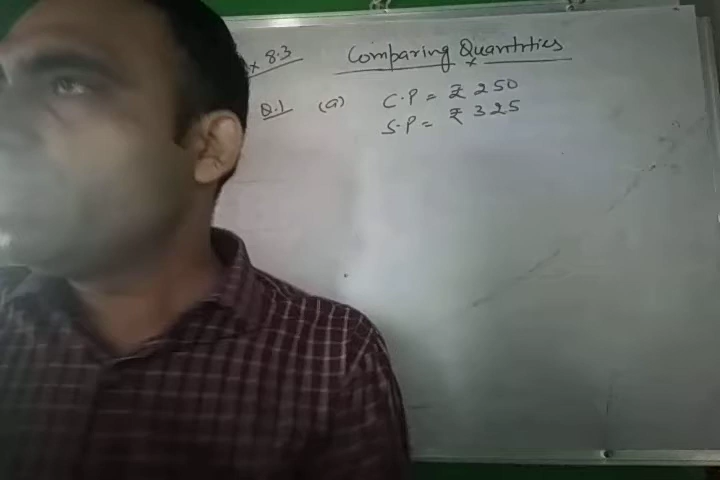 x 8.3 Comparing Quantities
Q.1 (a) C.P = ₹ 250
S.P = ₹ 325